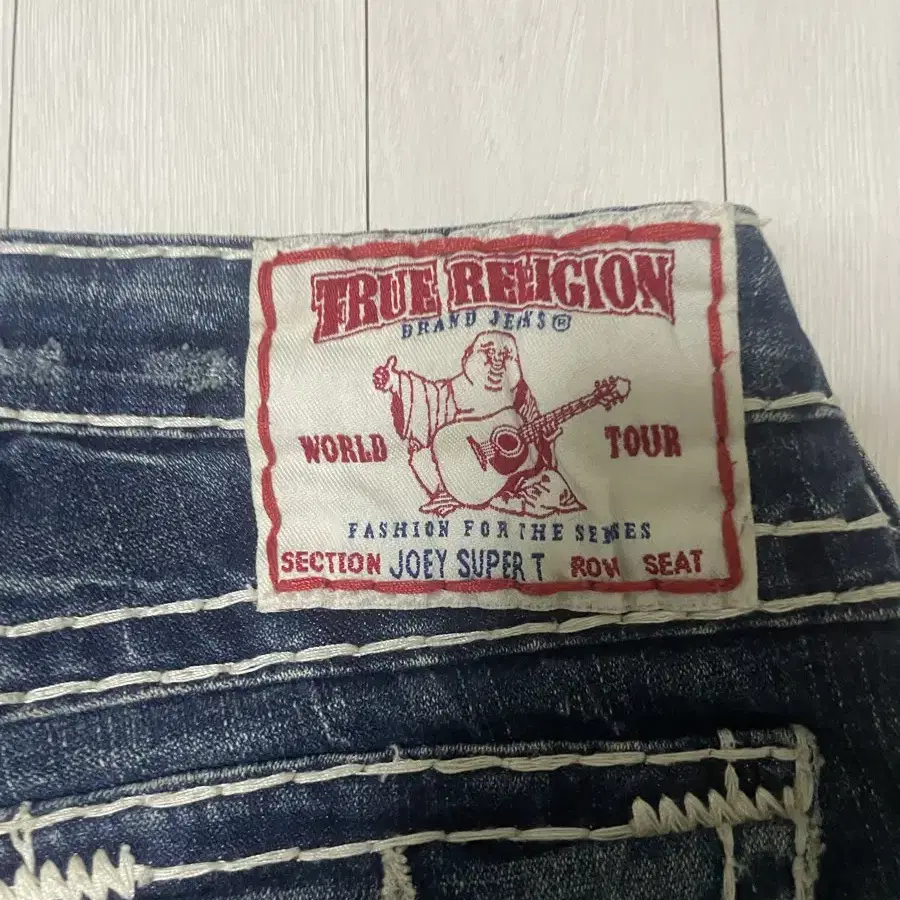 TRUE RELIGION
BRAND JEANS®
WORLD TOUR
FASHION FOR THE SENSES
SECTION JOEY SUPER T ROW SEAT